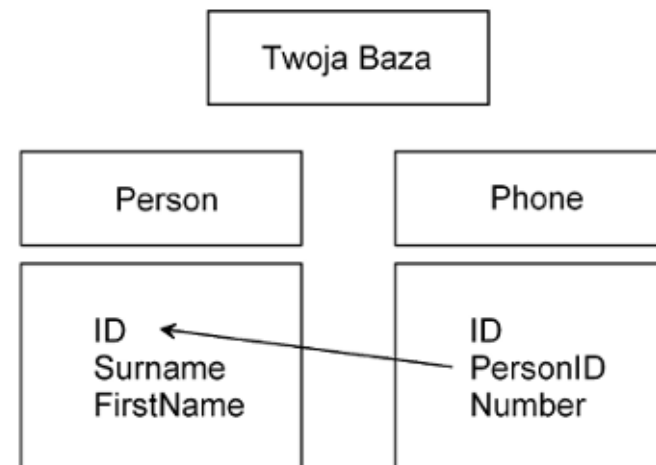 Twoja Baza
Person
Phone
ID
Surname
FirstName
ID
PersonID
Number